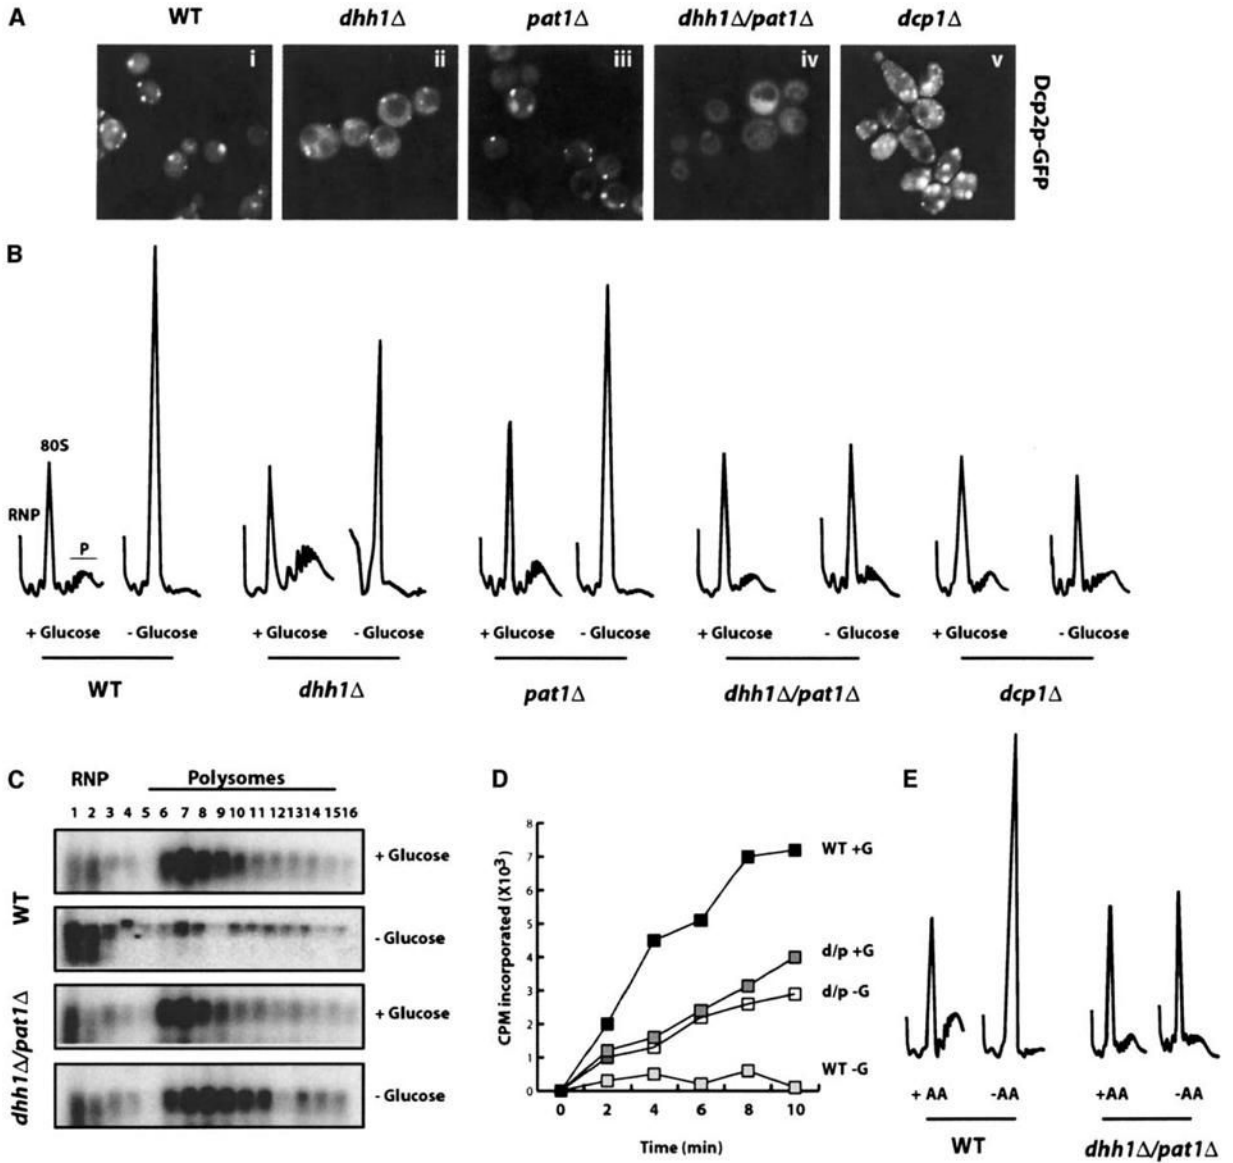 A
WT
dhh1Δ
pat1Δ
dhh1Δ/pat1Δ
dcp1Δ
i
ii
iii
iv
v
Dcp2p-GFP
B
80S
RNP
P
+ Glucose
- Glucose
+ Glucose
- Glucose
+ Glucose
- Glucose
+ Glucose
- Glucose
+ Glucose
- Glucose
WT
dhh1Δ
pat1Δ
dhh1Δ/pat1Δ
dcp1Δ
C
RNP
Polysomes
1 2 3 4 5 6 7 8 9 10 11 12 13 14 15 16
WT
+ Glucose
- Glucose
dhh1Δ/pat1Δ
+ Glucose
- Glucose
D
CPM incorporated (X10³)
8
7
6
5
4
3
2
1
0
0 2 4 6 8 10
Time (min)
WT +G
d/p +G
d/p -G
WT -G
E
+ AA
-AA
+AA
-AA
WT
dhh1Δ/pat1Δ